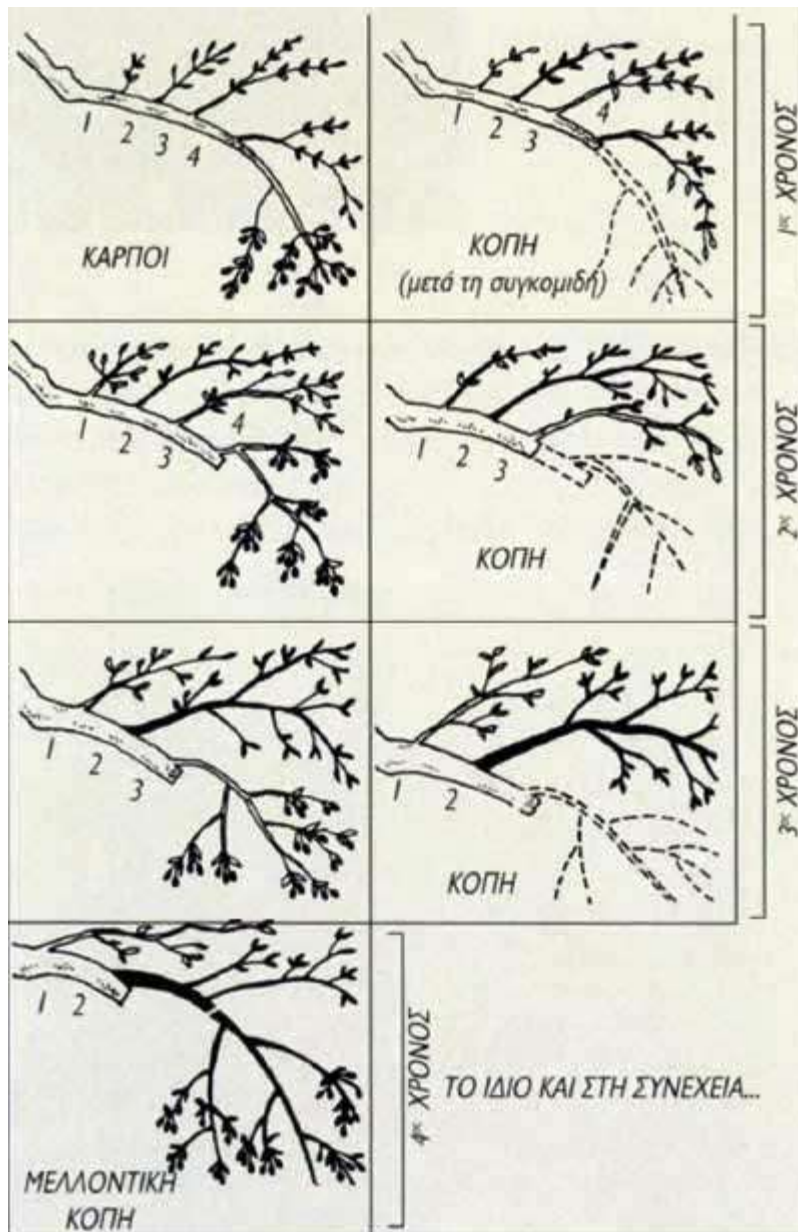 1 2 3 4
ΚΑΡΠΟΙ
1 2 3 4
ΚΟΠΗ
(μετά τη συγκομιδή)
1ος ΧΡΟΝΟΣ
1 2 3 4
1 2 3
ΚΟΠΗ
2ος ΧΡΟΝΟΣ
1 2 3
1 2
ΚΟΠΗ
3ος ΧΡΟΝΟΣ
1 2
ΜΕΛΛΟΝΤΙΚΗ
ΚΟΠΗ
4ος ΧΡΟΝΟΣ
ΤΟ ΙΔΙΟ ΚΑΙ ΣΤΗ ΣΥΝΕΧΕΙΑ...